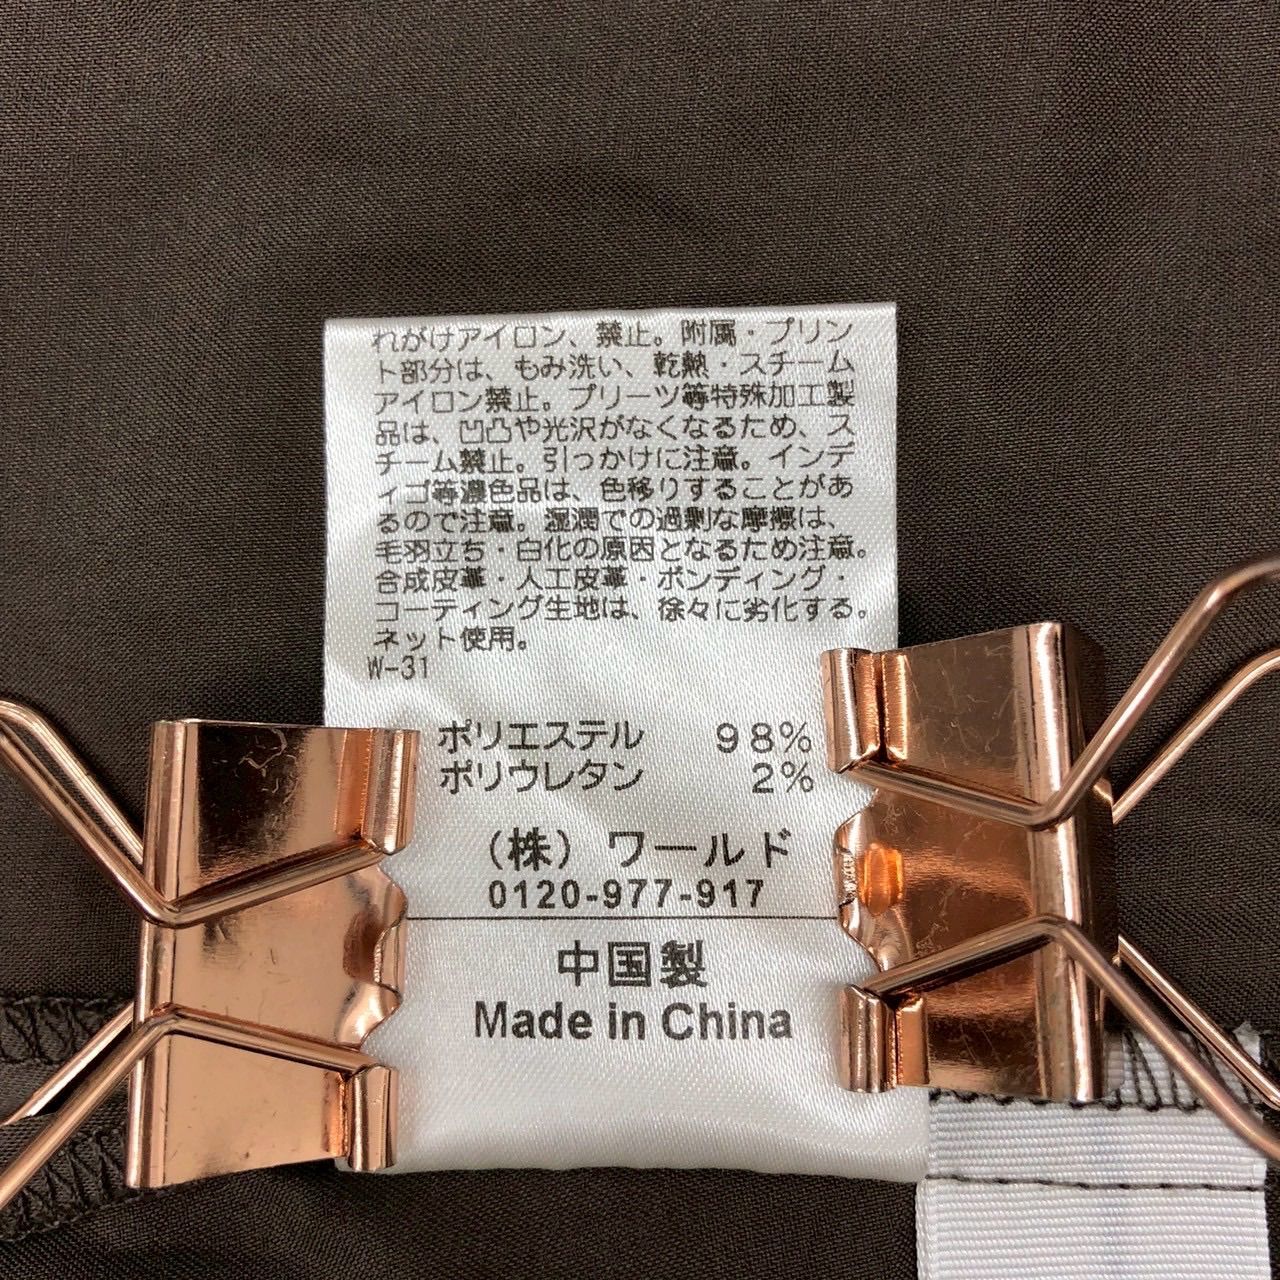 れがけアイロン、禁止。附属・プリン
ト部分は、もみ洗い、乾熱・スチーム
アイロン禁止。プリーツ等特殊加工製
品は、凹凸や光沢がなくなるため、ス
チーム禁止。引っかけに注意。インデ
ィゴ等濃色品は、色移りすることがあ
るので注意。湿潤での過剰な摩擦は、
毛羽立ち・白化の原因となるため注意。
合成皮革・人工皮革・ボンディング・
コーティング生地は、徐々に劣化する。
ネット使用。
W-31
ポリエステル 98%
ポリウレタン 2%
（株）ワールド
0120-977-917
中国製
Made in China